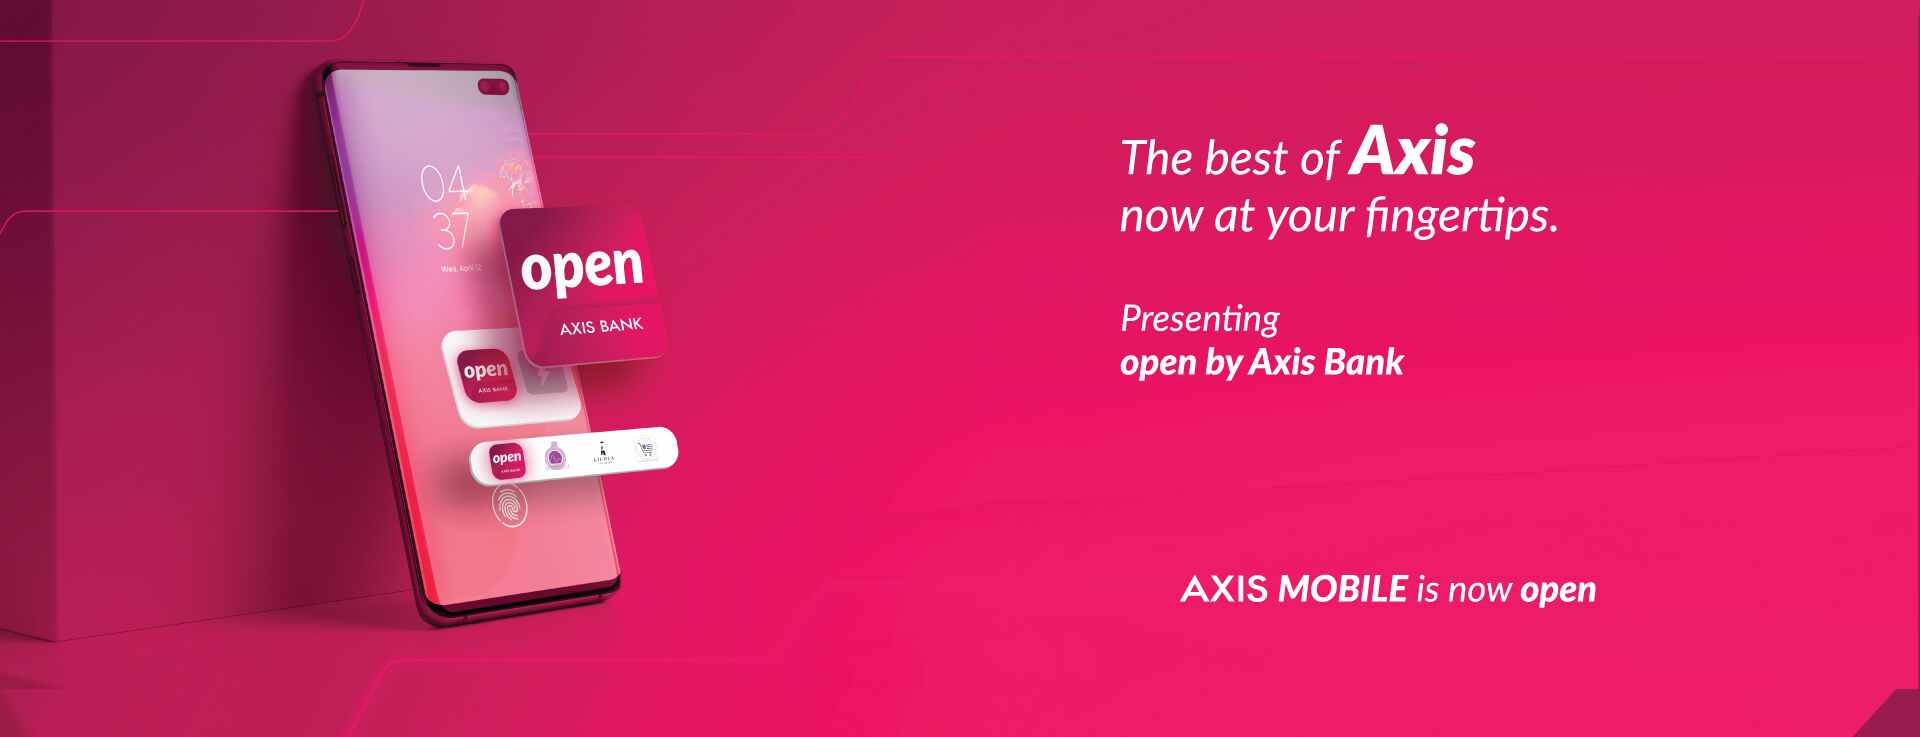 04
37
Wed, April 12
open
AXIS BANK
open
AXIS BANK
open
AXIS BANK
The best of Axis
now at your fingertips.
Presenting
open by Axis Bank
AXIS MOBILE is now open